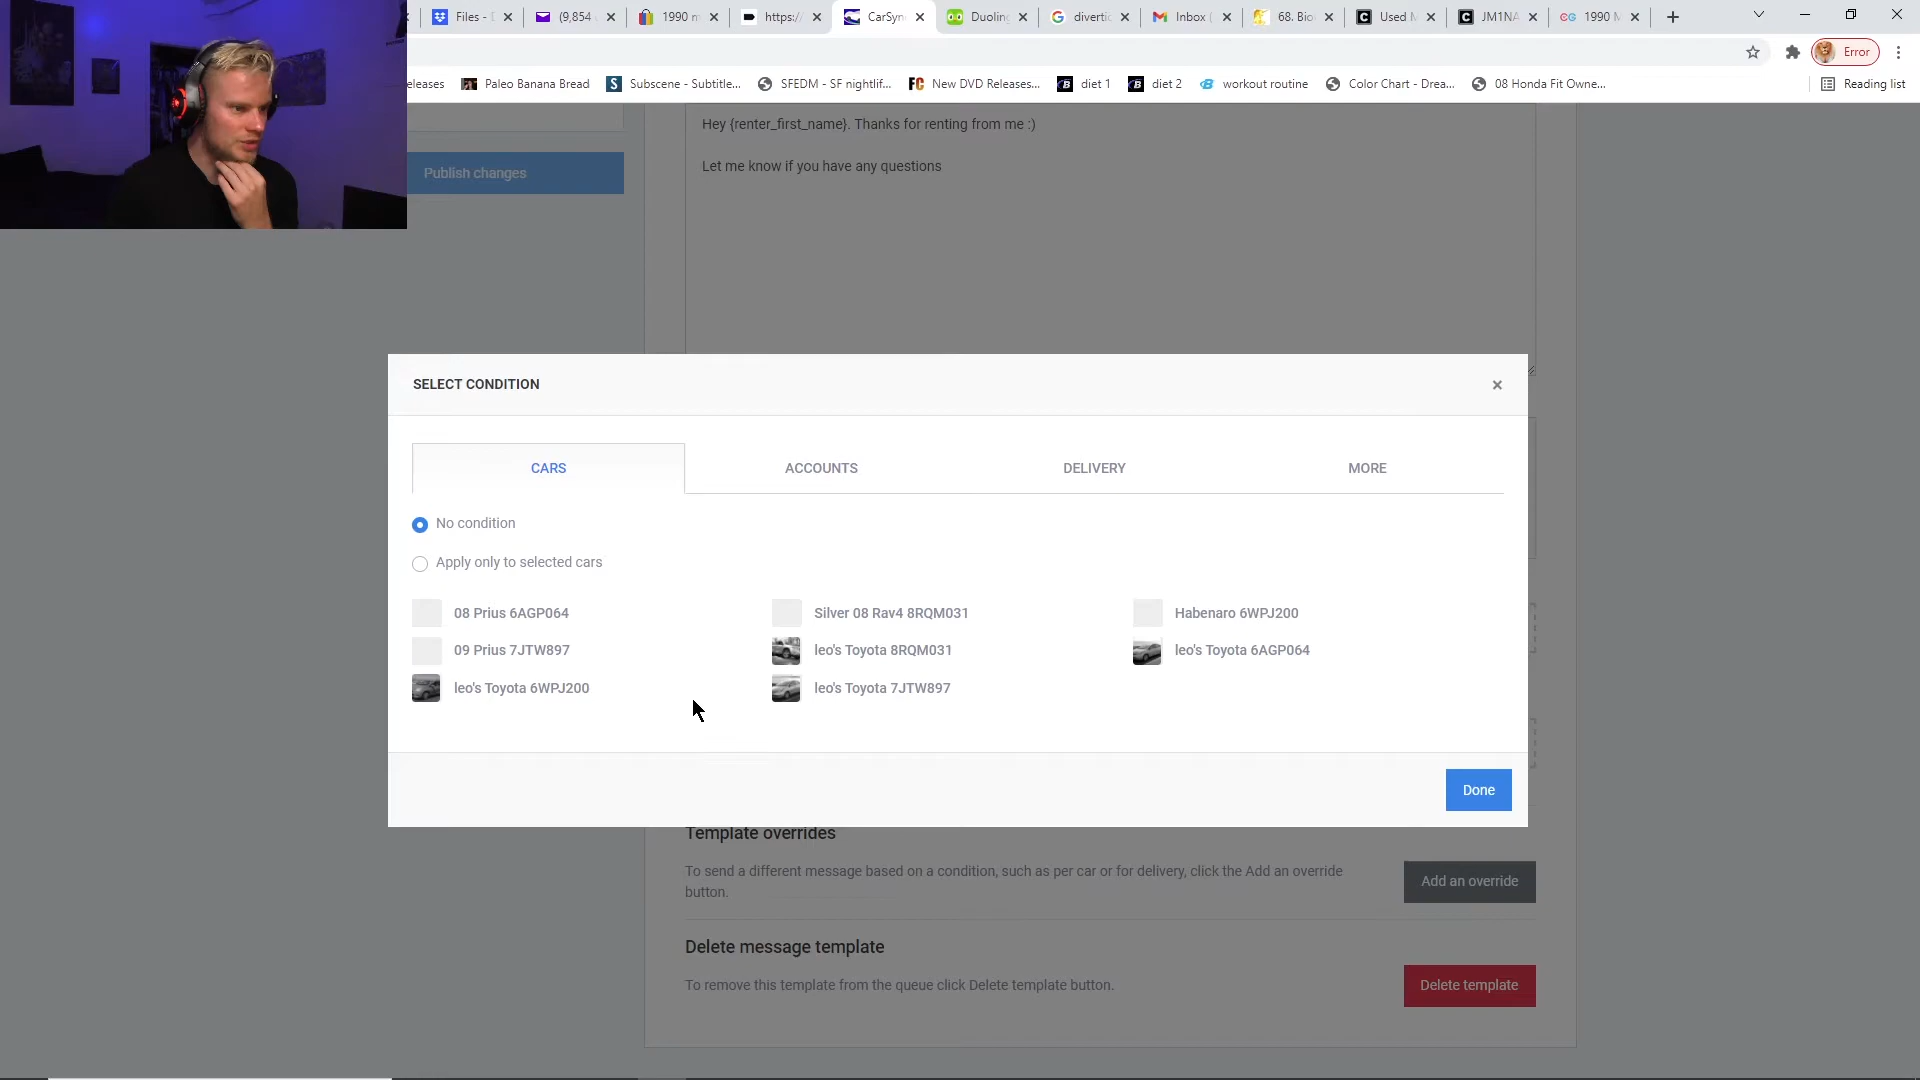 Files - D
(9,854
1990 m
https:/
CarSyn
Duoling
diverti
Inbox (
68. Bio
Used M
JM1NA
1990 M
Error
eleases
Paleo Banana Bread
Subscene - Subtitle...
SFEDM - SF nightlif...
New DVD Releases...
diet 1
diet 2
workout routine
Color Chart - Drea...
08 Honda Fit Owne...
Reading list
Hey {renter_first_name}. Thanks for renting from me :)
Let me know if you have any questions
Publish changes
SELECT CONDITION
×
CARS
ACCOUNTS
DELIVERY
MORE
No condition
Apply only to selected cars
08 Prius 6AGP064
Silver 08 Rav4 8RQM031
Habenaro 6WPJ200
09 Prius 7JTW897
leo's Toyota 8RQM031
leo's Toyota 6AGP064
leo's Toyota 6WPJ200
leo's Toyota 7JTW897
Done
Template overrides
To send a different message based on a condition, such as per car or for delivery, click the Add an override
button.
Add an override
Delete message template
To remove this template from the queue click Delete template button.
Delete template